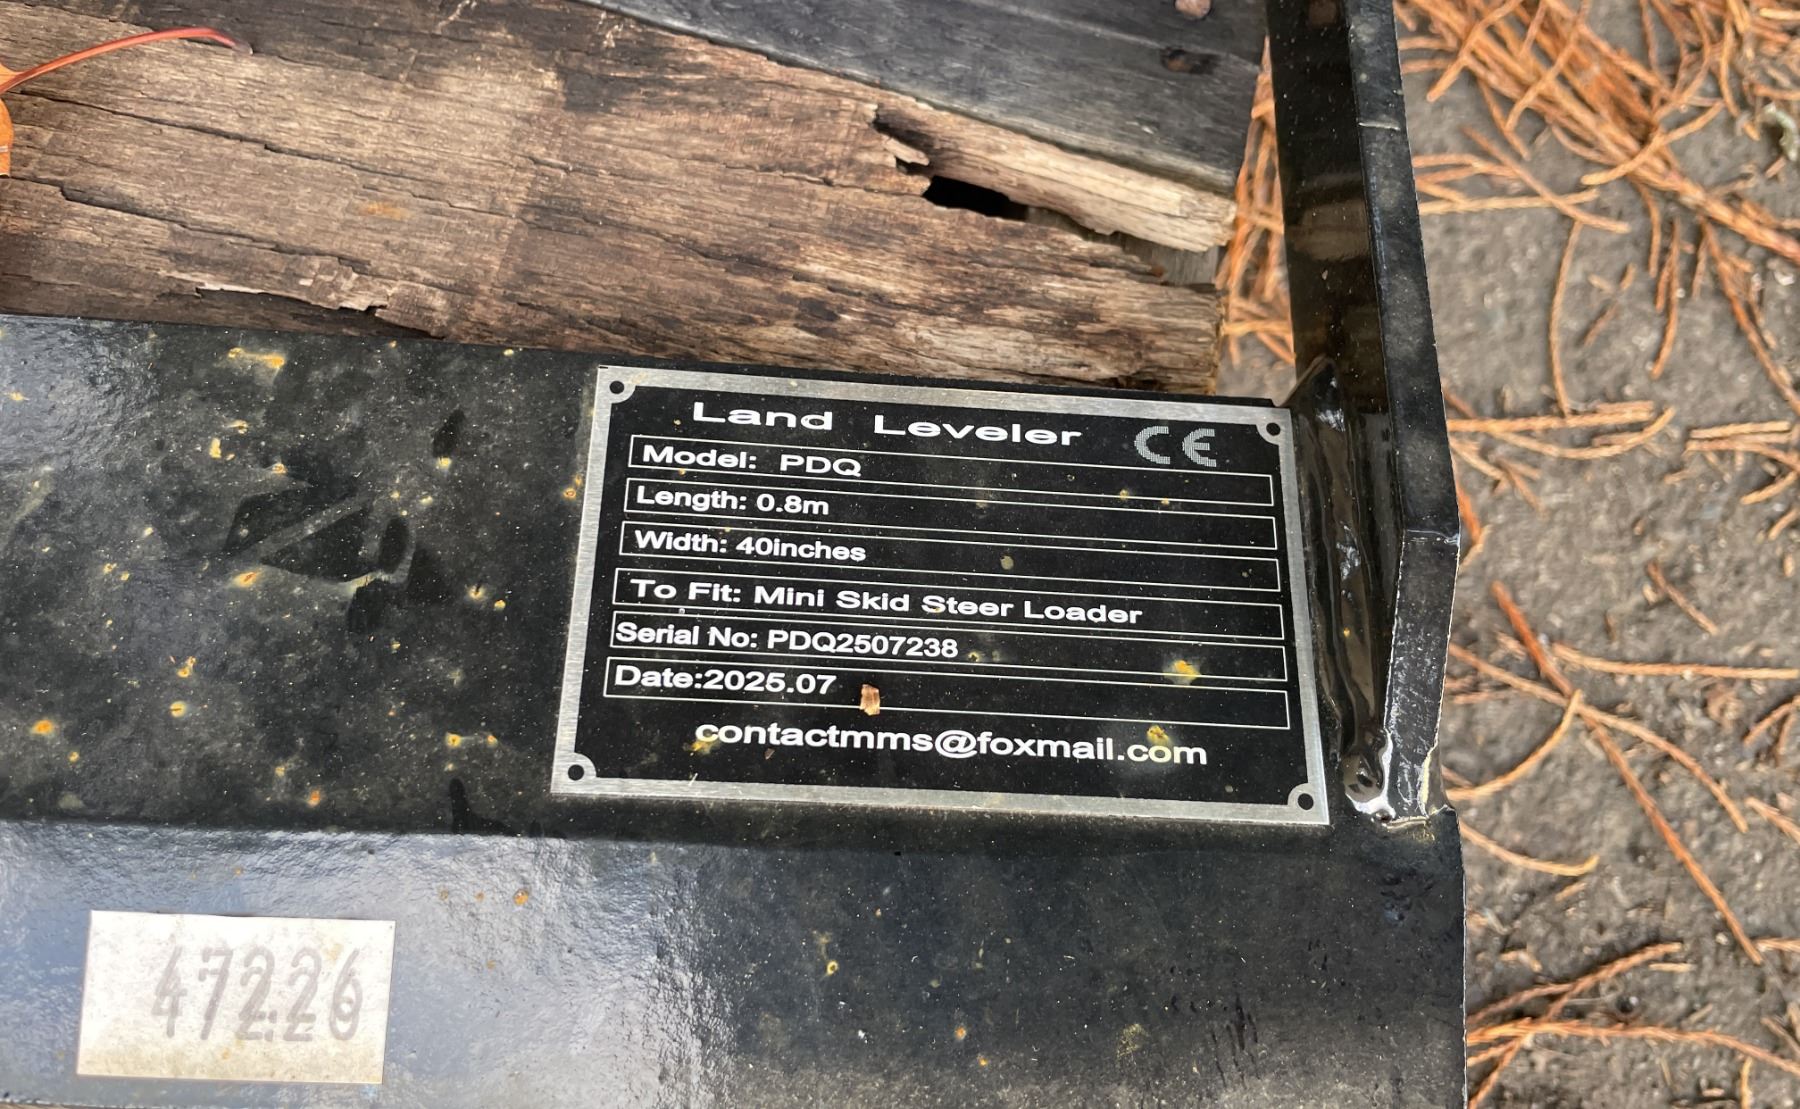 Land Leveler CE
Model: PDQ
Length: 0.8m
Width: 40inches
To Fit: Mini Skid Steer Loader
Serial No: PDQ2507238
Date:2025.07
contactmms@foxmail.com
47226